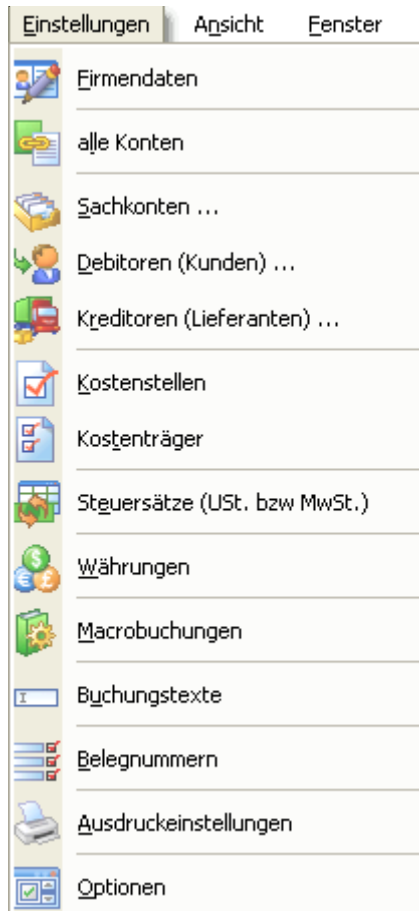 Einstellungen Ansicht Fenster
Firmendaten
alle Konten
Sachkonten ...
Debitoren (Kunden) ...
Kreditoren (Lieferanten) ...
Kostenstellen
Kostenträger
Steuersätze (USt. bzw MwSt.)
Währungen
Macrobuchungen
Buchungstexte
Belegnummern
Ausdruckeinstellungen
Optionen